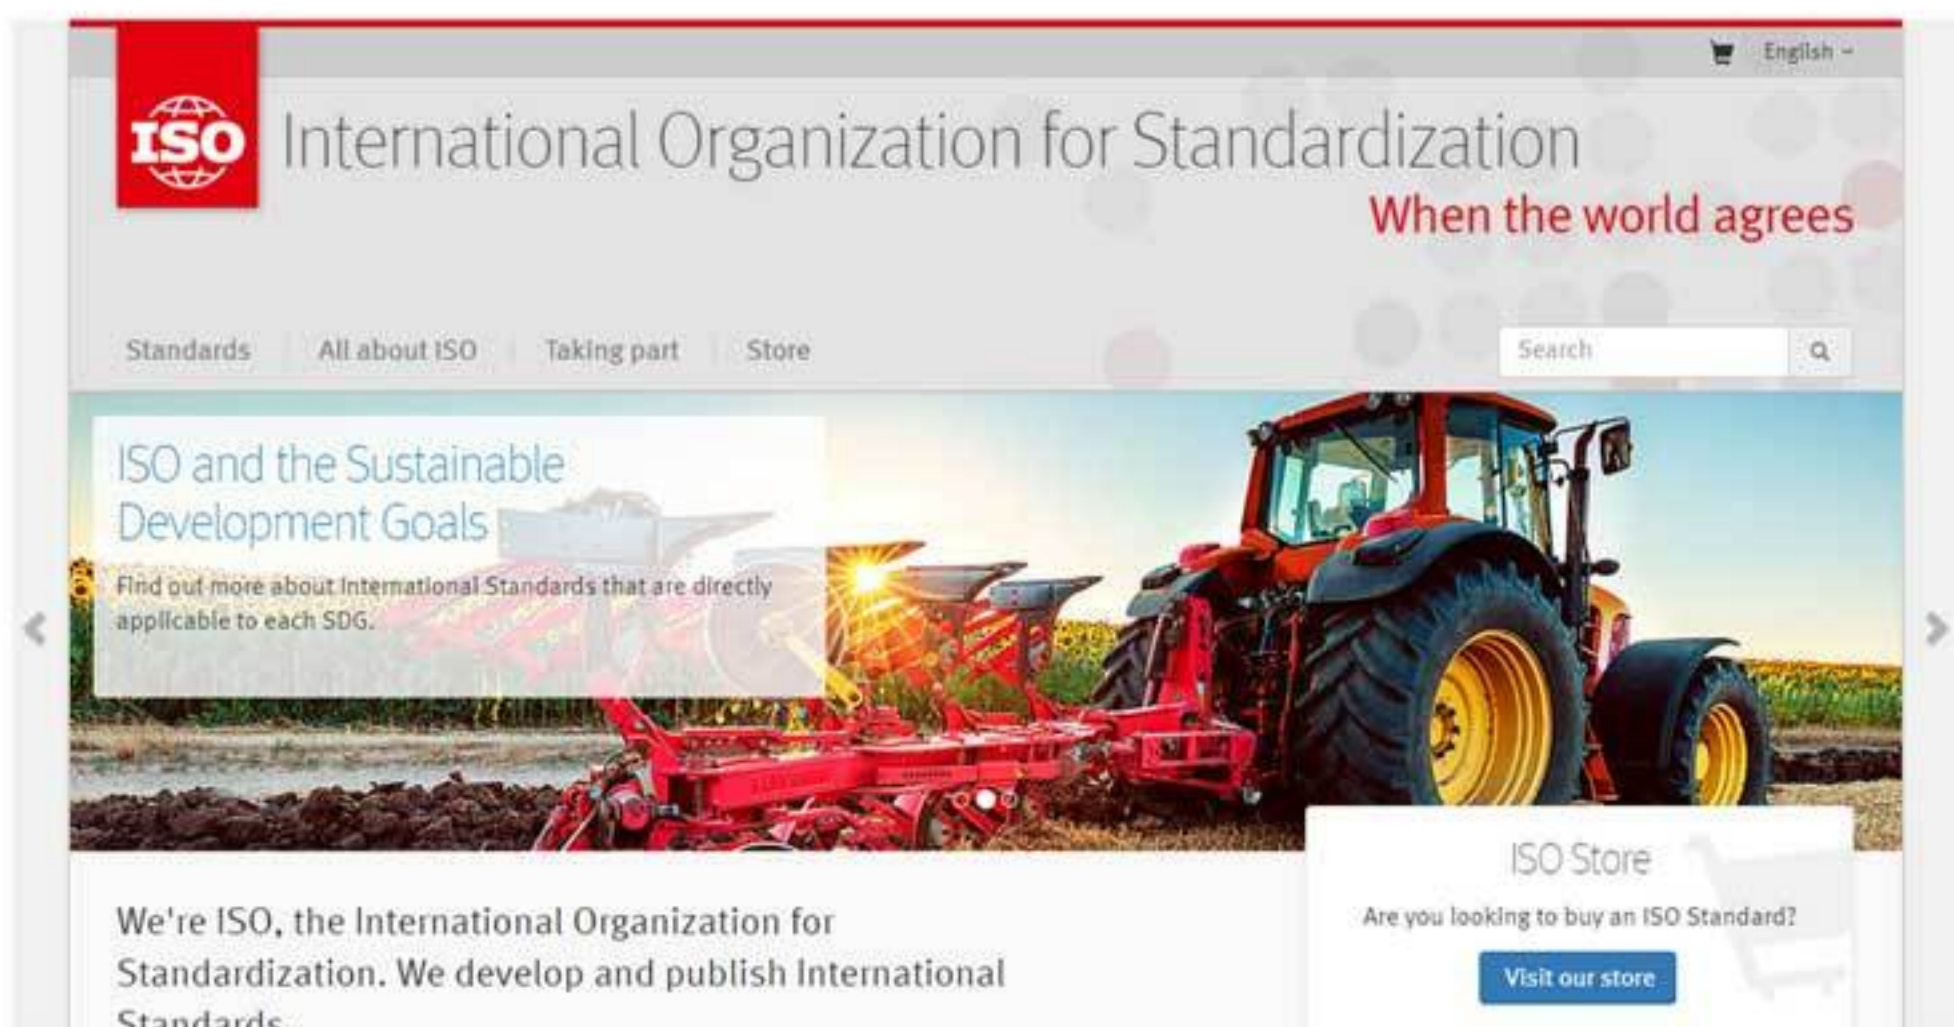 English
ISO
International Organization for Standardization
When the world agrees
Standards
All about ISO
Taking part
Store
Search
ISO and the Sustainable
Development Goals
Find out more about International Standards that are directly
applicable to each SDG.
We're ISO, the International Organization for
Standardization. We develop and publish International
Standards.
ISO Store
Are you looking to buy an ISO Standard?
Visit our store